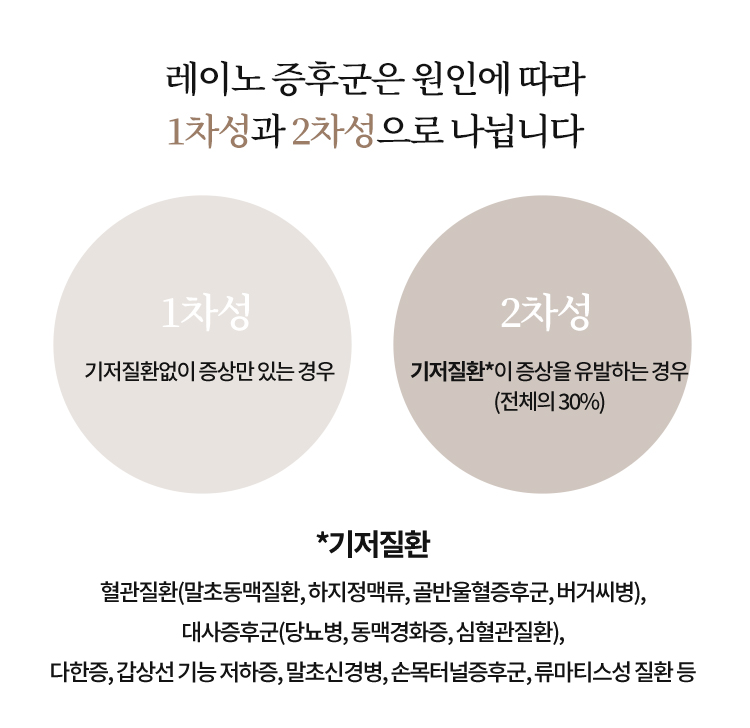 레이노 증후군은 원인에 따라
1차성과 2차성으로 나뉩니다
1차성
기저질환없이 증상만 있는 경우
2차성
기저질환*이 증상을 유발하는 경우
(전체의 30%)
*기저질환
혈관질환(말초동맥질환, 하지정맥류, 골반울혈증후군, 버거씨병),
대사증후군(당뇨병, 동맥경화증, 심혈관질환),
다한증, 갑상선 기능 저하증, 말초신경병, 손목터널증후군, 류마티스성 질환 등